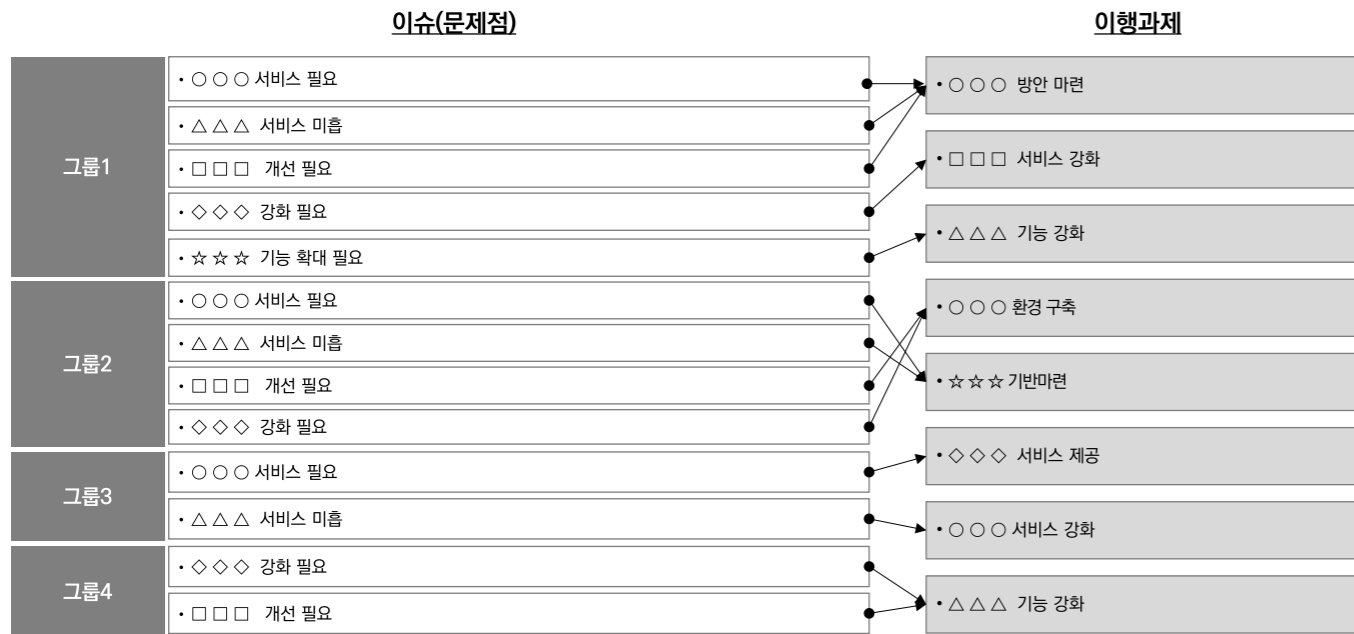 이슈(문제점)
이행과제
그룹1
• ○ ○ ○ 서비스 필요
• △ △ △ 서비스 미흡
• □ □ □ 개선 필요
• ◇ ◇ ◇ 강화 필요
• ☆ ☆ ☆ 기능 확대 필요
그룹2
• ○ ○ ○ 서비스 필요
• △ △ △ 서비스 미흡
• □ □ □ 개선 필요
• ◇ ◇ ◇ 강화 필요
그룹3
• ○ ○ ○ 서비스 필요
• △ △ △ 서비스 미흡
그룹4
• ◇ ◇ ◇ 강화 필요
• □ □ □ 개선 필요
• ○ ○ ○ 방안 마련
• □ □ □ 서비스 강화
• △ △ △ 기능 강화
• ○ ○ ○ 환경 구축
• ☆ ☆ ☆ 기반마련
• ◇ ◇ ◇ 서비스 제공
• ○ ○ ○ 서비스 강화
• △ △ △ 기능 강화